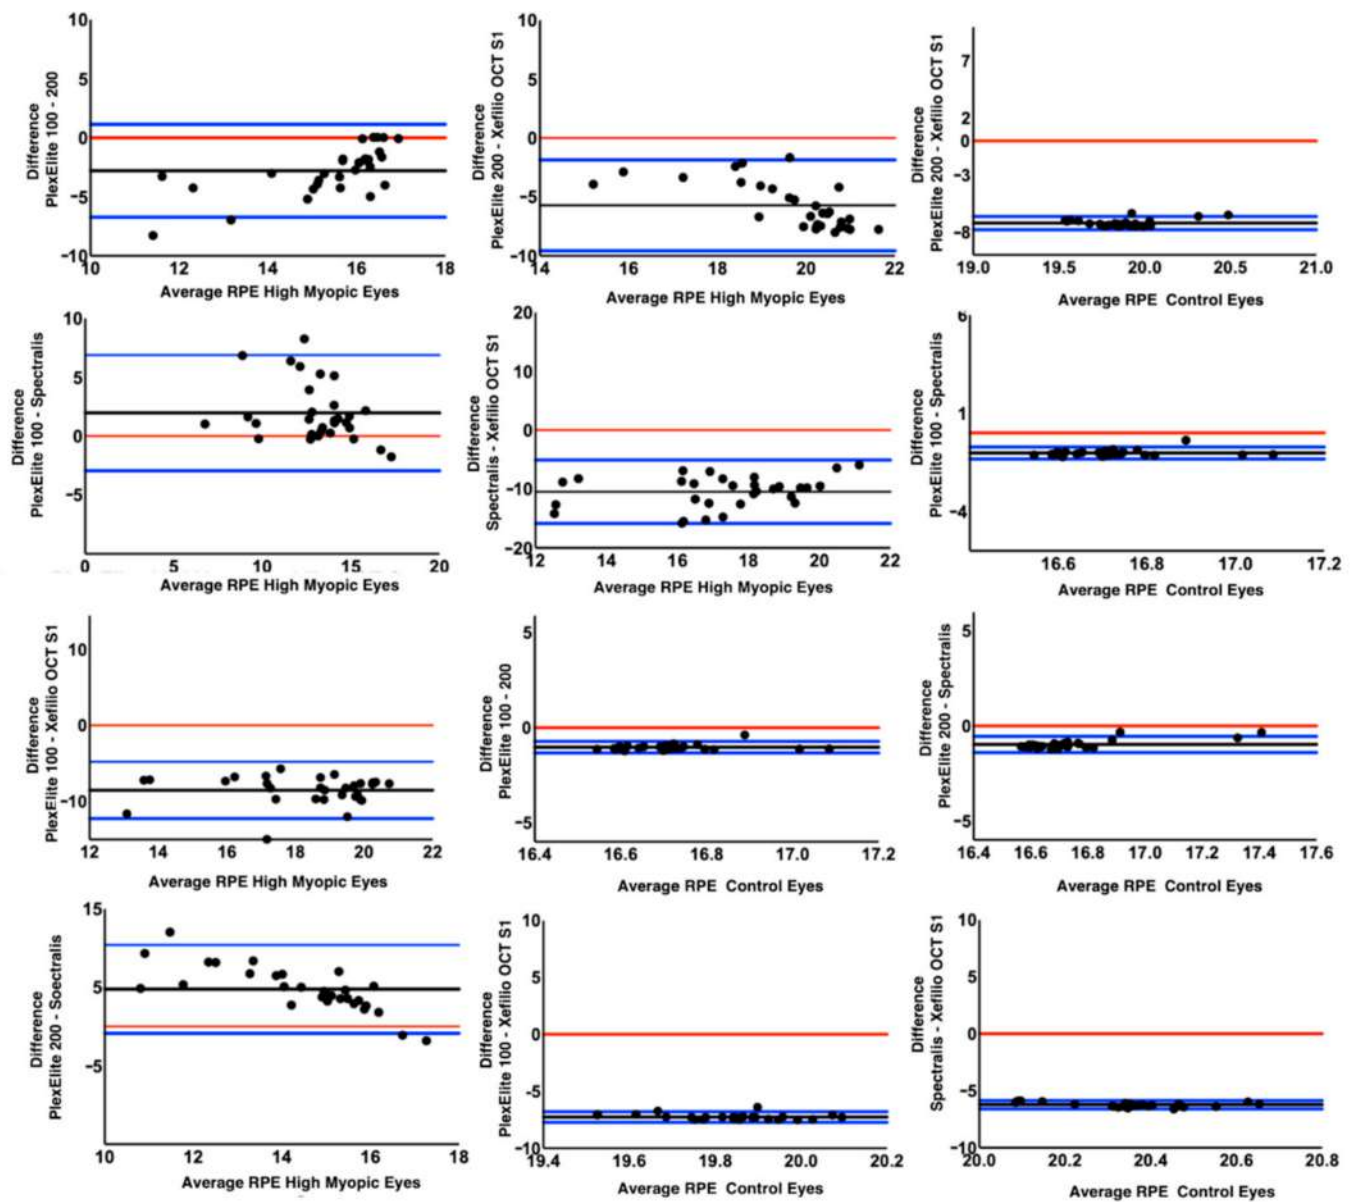 10
5
0
−5
−10
10 12 14 16 18
Difference
PlexElite 100 - 200
Average RPE High Myopic Eyes
10
5
0
−5
−10
14 16 18 20 22
Difference
PlexElite 200 - Xefilio OCT S1
Average RPE High Myopic Eyes
7
2
0
−3
−8
19.0 19.5 20.0 20.5 21.0
Difference
PlexElite 200 - Xefilio OCT S1
Average RPE Control Eyes
10
5
0
−5
0 5 10 15 20
Difference
PlexElite 100 - Spectralis
Average RPE High Myopic Eyes
20
10
0
−10
−20
12 14 16 18 20 22
Difference
Spectralis - Xefilio OCT S1
Average RPE High Myopic Eyes
6
1
−4
16.6 16.8 17.0 17.2
Difference
PlexElite 100 - Spectralis
Average RPE Control Eyes
10
0
−10
12 14 16 18 20 22
Difference
PlexElite 100 - Xefilio OCT S1
Average RPE High Myopic Eyes
5
0
−5
16.4 16.6 16.8 17.0 17.2
Difference
PlexElite 100 - 200
Average RPE Control Eyes
5
0
−5
16.4 16.6 16.8 17.0 17.2 17.4 17.6
Difference
PlexElite 200 - Spectralis
Average RPE Control Eyes
15
5
−5
10 12 14 16 18
Difference
PlexElite 200 - Soectralis
Average RPE High Myopic Eyes
10
5
0
−5
−10
19.4 19.6 19.8 20.0 20.2
Difference
PlexElite 100 - Xefilio OCT S1
Average RPE Control Eyes
10
5
0
−5
−10
20.0 20.2 20.4 20.6 20.8
Difference
Spectralis - Xefilio OCT S1
Average RPE Control Eyes